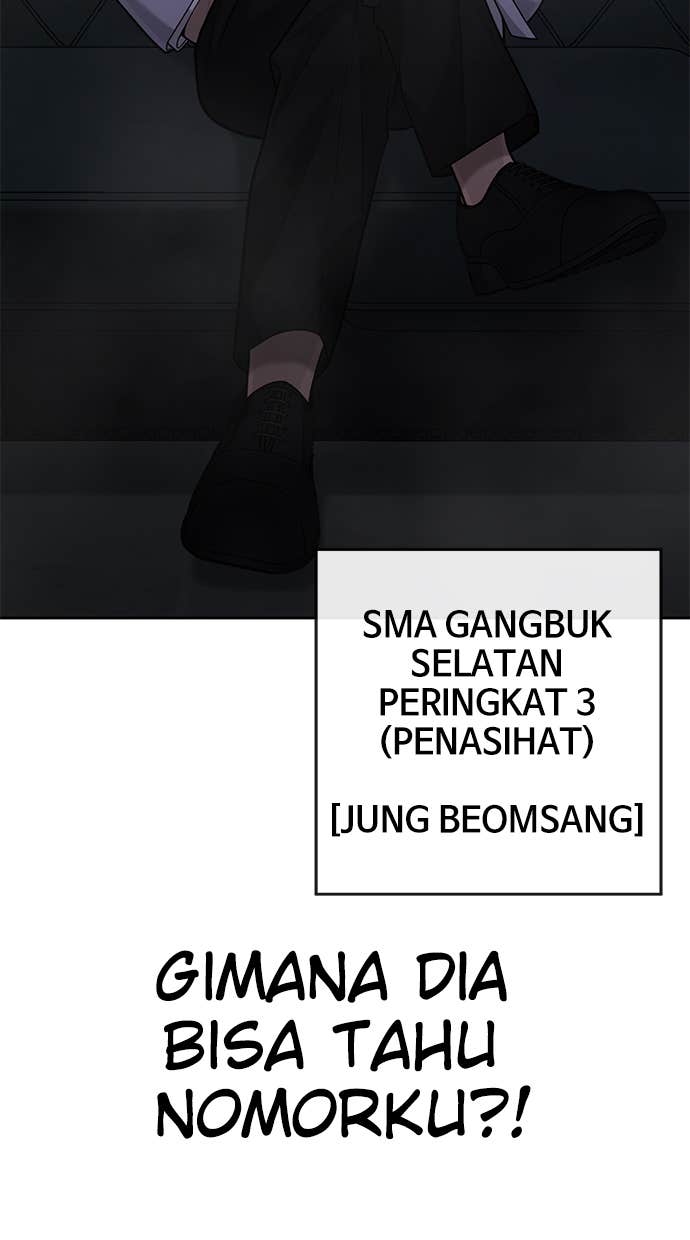 SMA GANGBUK
SELATAN
PERINGKAT 3
(PENASIHAT)
[JUNG BEOMSANG]
GIMANA DIA
BISA TAHU
NOMORKU?!